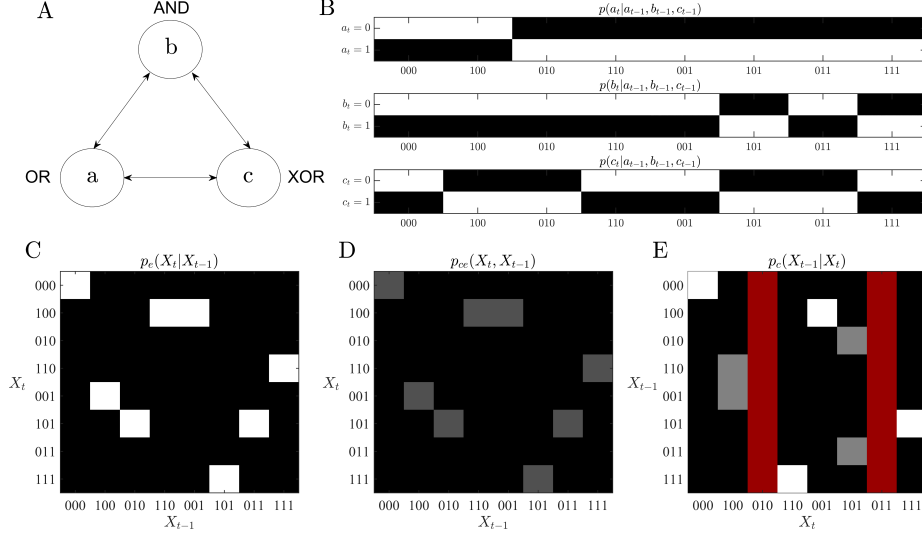 A
AND
b
OR
a
c
XOR
B
p(a_t|a_{t-1}, b_{t-1}, c_{t-1})
a_t = 0
a_t = 1
000 100 010 110 001 101 011 111
p(b_t|a_{t-1}, b_{t-1}, c_{t-1})
b_t = 0
b_t = 1
000 100 010 110 001 101 011 111
p(c_t|a_{t-1}, b_{t-1}, c_{t-1})
c_t = 0
c_t = 1
000 100 010 110 001 101 011 111
C
p_e(X_t|X_{t-1})
000
100
010
110
X_t
001
101
011
111
000 100 010 110 001 101 011 111
X_{t-1}
D
p_{ce}(X_t, X_{t-1})
000
100
010
110
X_t
001
101
011
111
000 100 010 110 001 101 011 111
X_{t-1}
E
p_c(X_{t-1}|X_t)
000
100
010
110
X_{t-1}
001
101
011
111
000 100 010 110 001 101 011 111
X_t